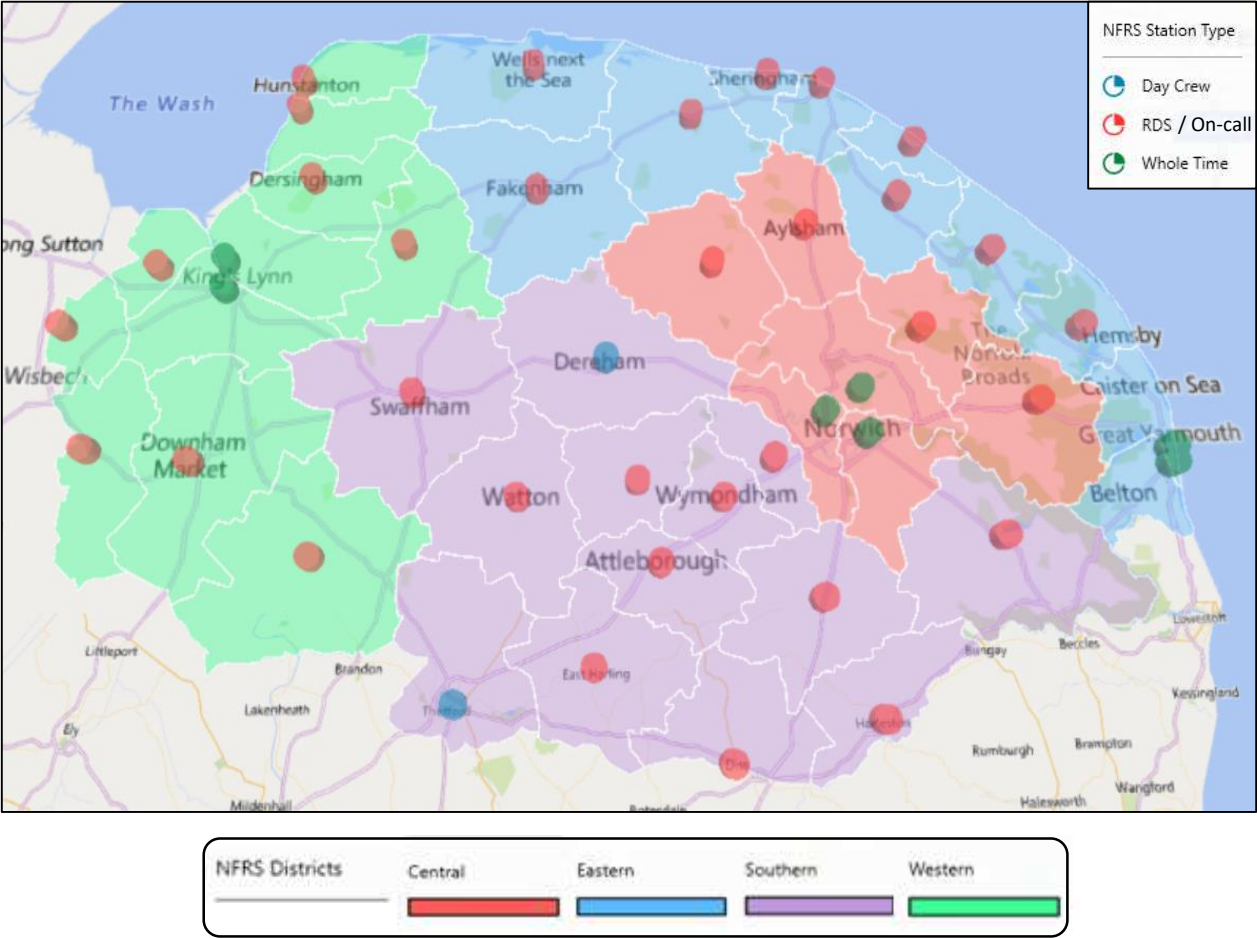 NFRS Station Type
Day Crew
RDS / On-call
Whole Time
Wells next
the Sea
Sheringham
Hunstanton
The Wash
Dersingham
Fakenham
Aylsham
ong Sutton
King's Lynn
The
Norfolk
Broads
Hemsby
Dereham
Wisbech
Caister on Sea
Swaffham
Norwich
Great Yarmouth
Downham
Market
Watton
Wymondham
Belton
Attleborough
Lowestoft
Littleport
Bungay
Beccles
Brandon
East Harling
Kessingland
Lakenheath
Thetford
Harleston
Ely
Rumburgh
Brampton
Diss
Wangford
Mildenhall
Botesdale
Halesworth
NFRS Districts
Central
Eastern
Southern
Western